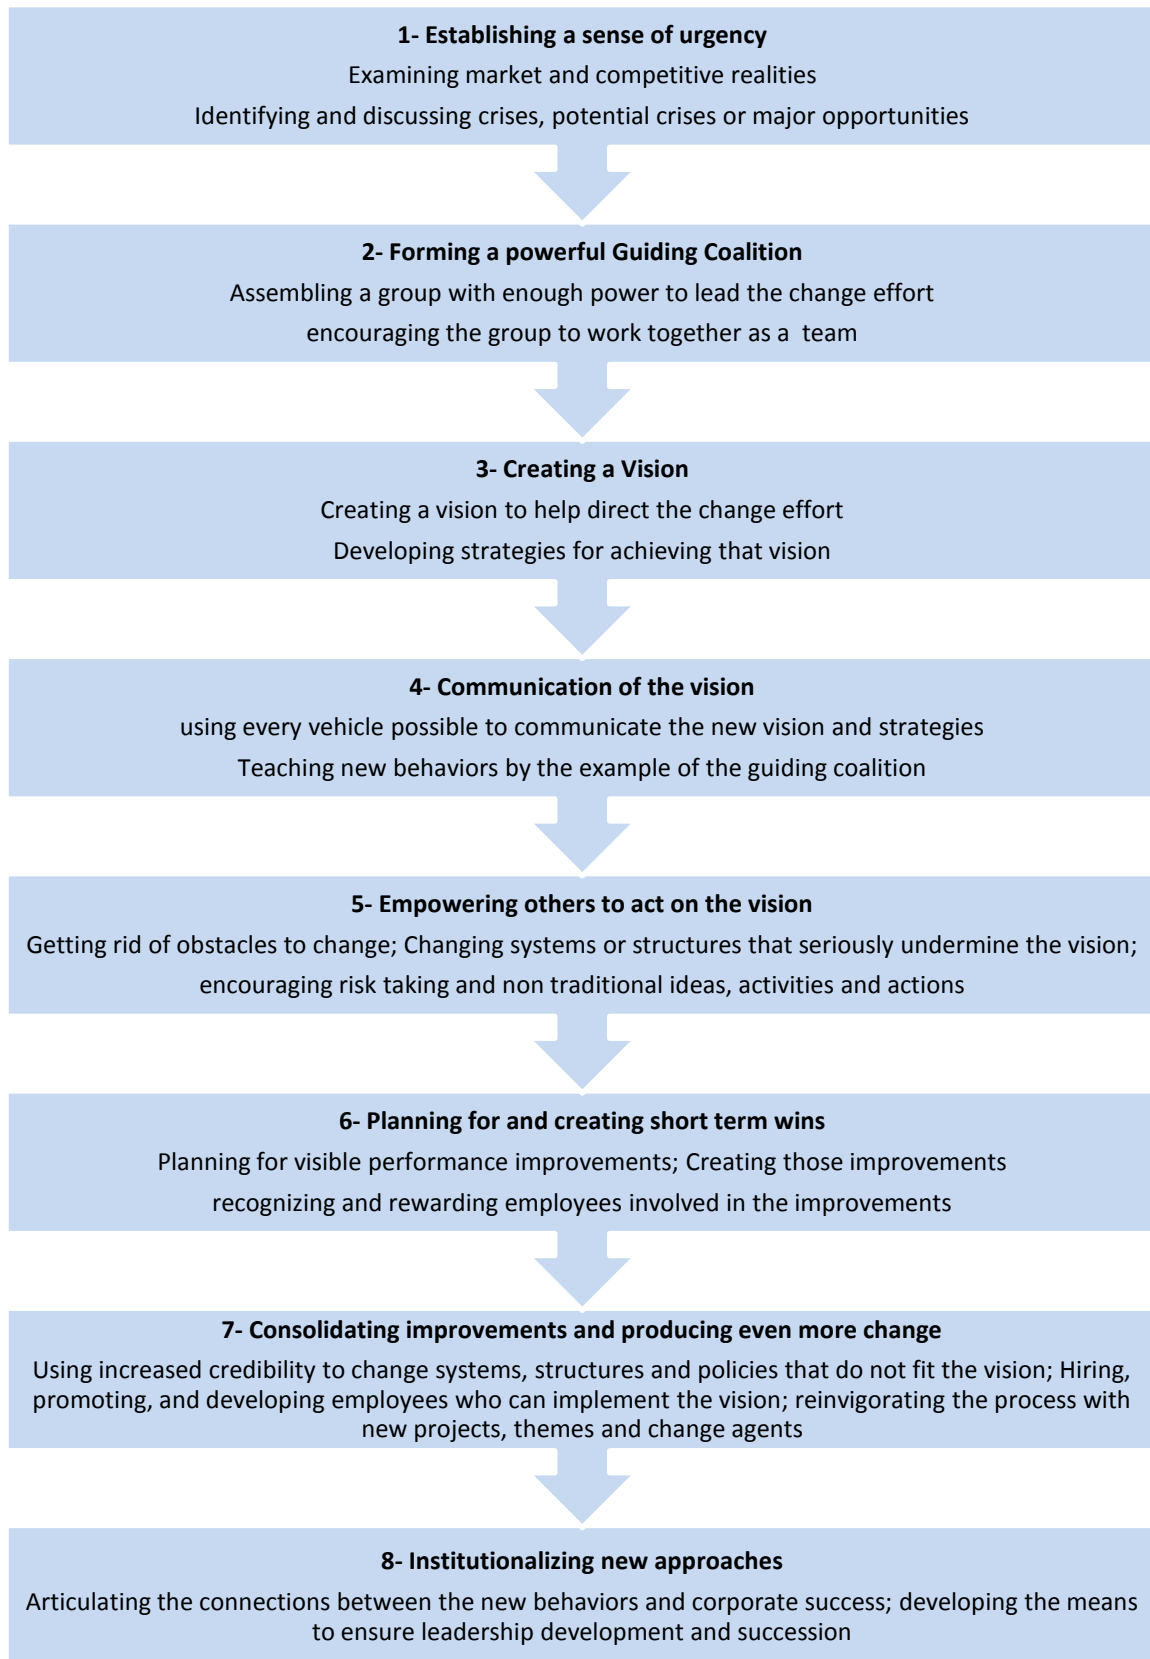 1- Establishing a sense of urgency
Examining market and competitive realities
Identifying and discussing crises, potential crises or major opportunities
2- Forming a powerful Guiding Coalition
Assembling a group with enough power to lead the change effort
encouraging the group to work together as a  team
3- Creating a Vision
Creating a vision to help direct the change effort
Developing strategies for achieving that vision
4- Communication of the vision
using every vehicle possible to communicate the new vision and strategies
Teaching new behaviors by the example of the guiding coalition
5- Empowering others to act on the vision
Getting rid of obstacles to change; Changing systems or structures that seriously undermine the vision;
encouraging risk taking and non traditional ideas, activities and actions
6- Planning for and creating short term wins
Planning for visible performance improvements; Creating those improvements
recognizing and rewarding employees involved in the improvements
7- Consolidating improvements and producing even more change
Using increased credibility to change systems, structures and policies that do not fit the vision; Hiring,
promoting, and developing employees who can implement the vision; reinvigorating the process with
new projects, themes and change agents
8- Institutionalizing new approaches
Articulating the connections between the new behaviors and corporate success; developing the means
to ensure leadership development and succession